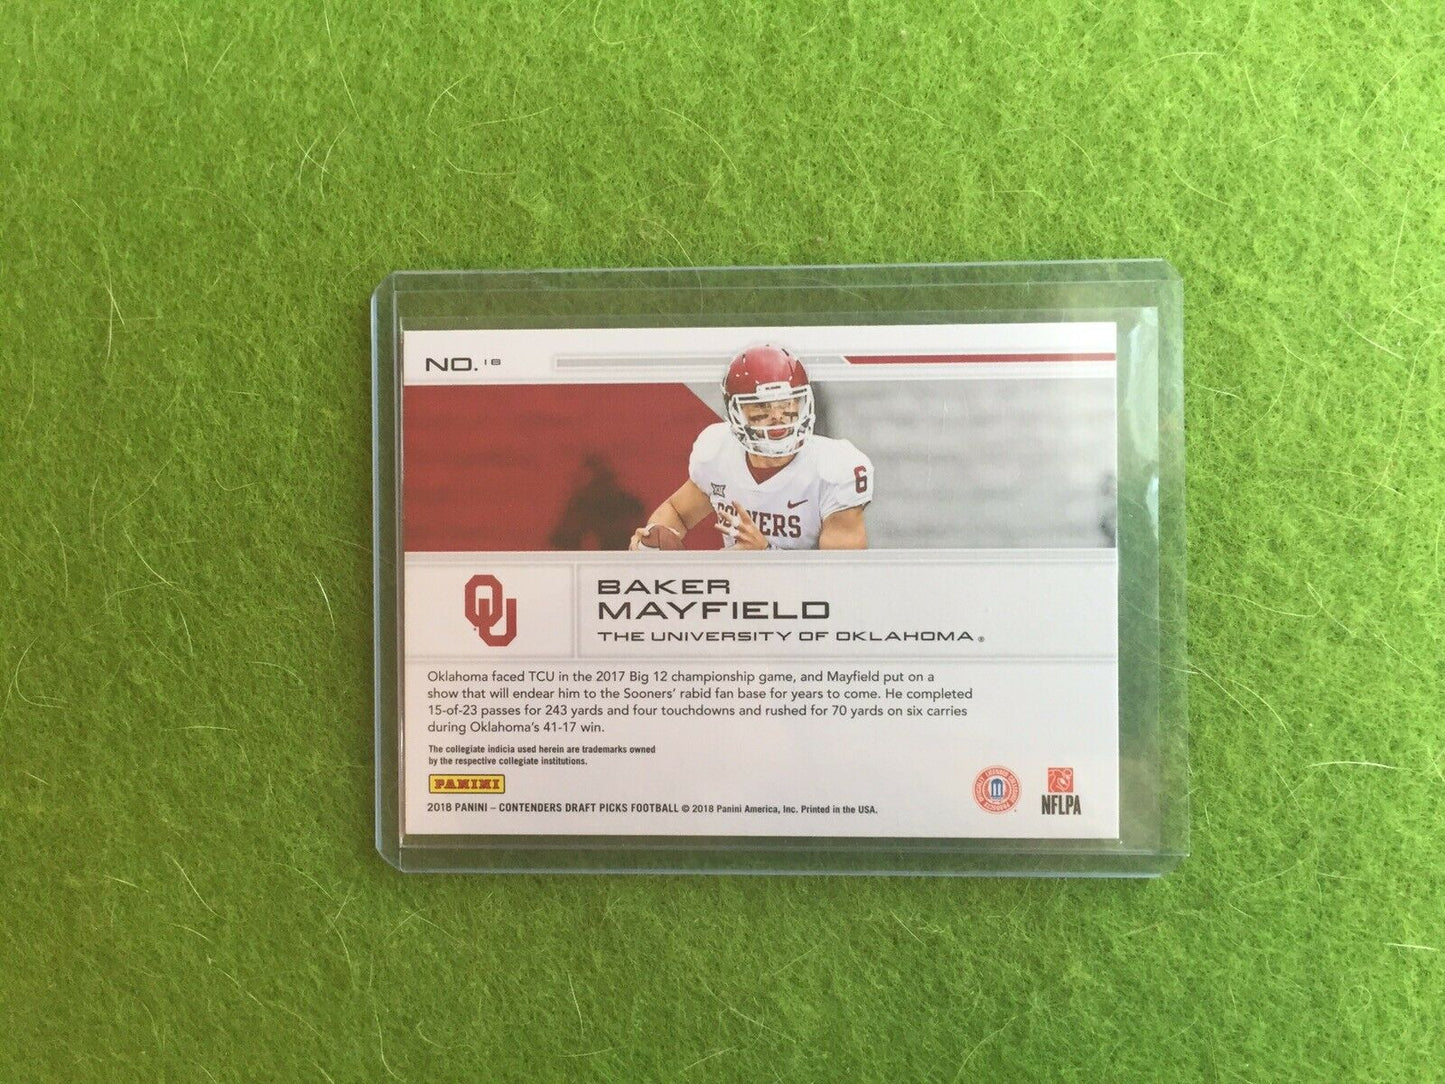 NO. 18
6
SOONERS
OU
BAKER
MAYFIELD
THE UNIVERSITY OF OKLAHOMA®
Oklahoma faced TCU in the 2017 Big 12 championship game, and Mayfield put on a
show that will endear him to the Sooners' rabid fan base for years to come. He completed
15-of-23 passes for 243 yards and four touchdowns and rushed for 70 yards on six carries
during Oklahoma's 41-17 win.
The collegiate indicia used herein are trademarks owned
by the respective collegiate institutions.
PANINI
2018 PANINI – CONTENDERS DRAFT PICKS FOOTBALL © 2018 Panini America, Inc. Printed in the USA.
NFLPA